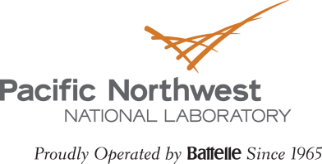 Pacific Northwest
NATIONAL LABORATORY
Proudly Operated by Battelle Since 1965